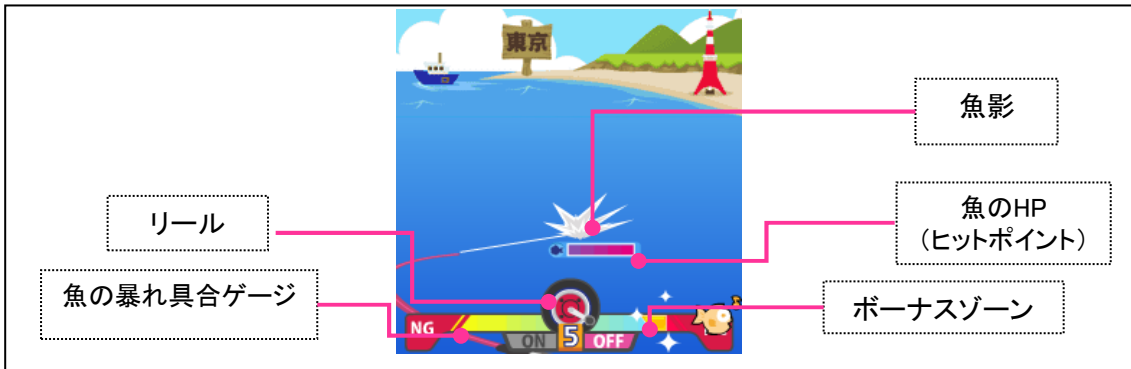 東京
魚影
リール
魚のHP
(ヒットポイント)
魚の暴れ具合ゲージ
ボーナスゾーン
NG
ON
5
OFF